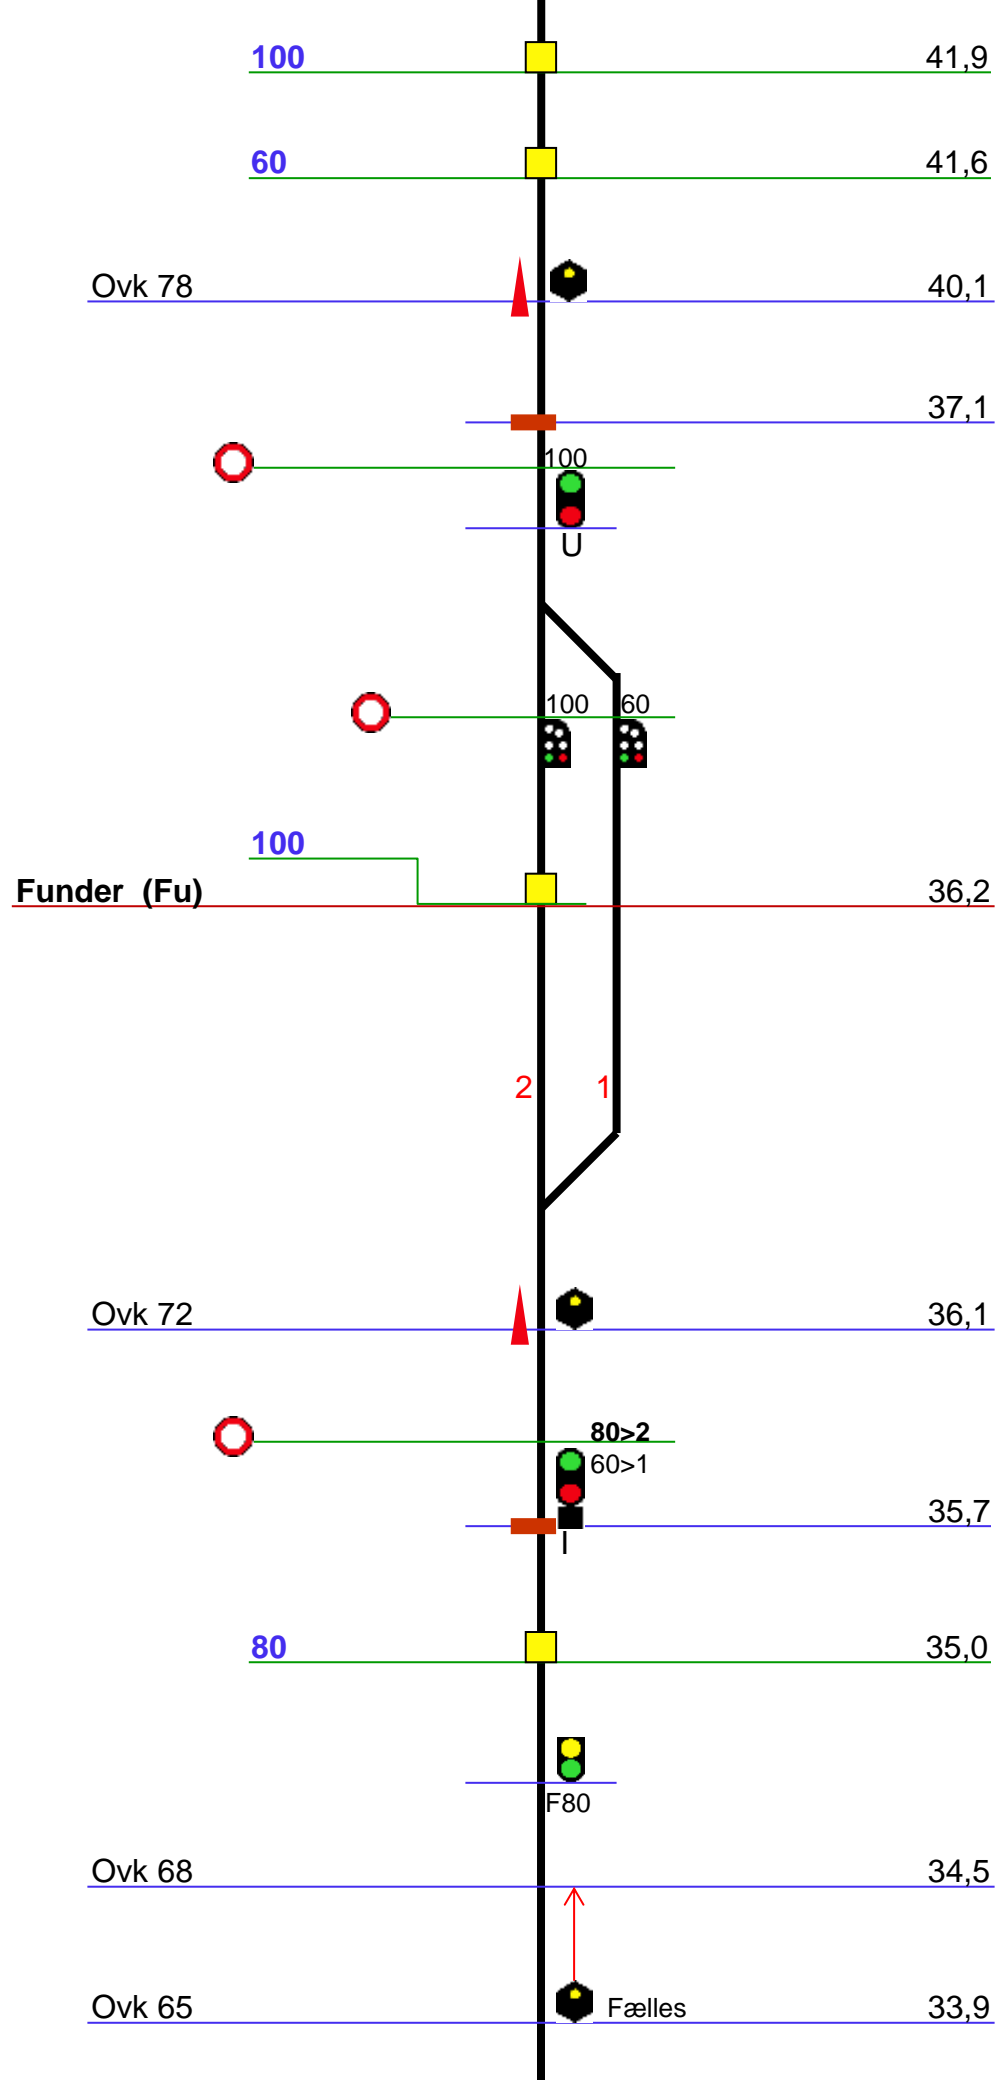 100 41,9
60 41,6
Ovk 78 40,1
37,1
100
U
100 60
100
Funder (Fu) 36,2
2 1
Ovk 72 36,1
80>2
60>1
35,7
I
80 35,0
F80
Ovk 68 34,5
Ovk 65 Fælles 33,9